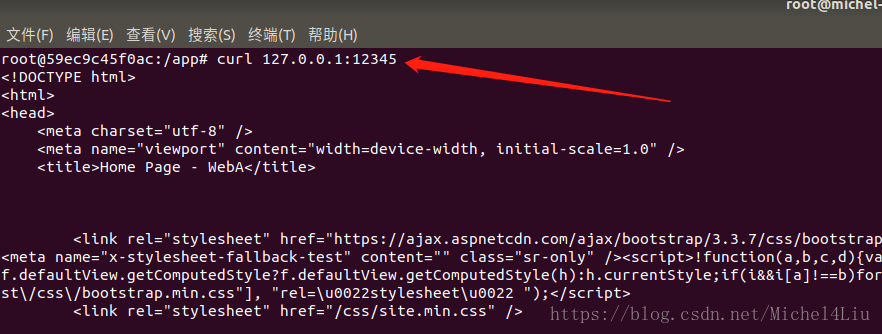 root@michel-
文件(F) 编辑(E) 查看(V) 搜索(S) 终端(T) 帮助(H)
root@59ec9c45f0ac:/app# curl 127.0.0.1:12345
<!DOCTYPE html>
<html>
<head>
    <meta charset="utf-8" />
    <meta name="viewport" content="width=device-width, initial-scale=1.0" />
    <title>Home Page - WebA</title>
        <link rel="stylesheet" href="https://ajax.aspnetcdn.com/ajax/bootstrap/3.3.7/css/bootstrap
<meta name="x-stylesheet-fallback-test" content="" class="sr-only" /><script>!function(a,b,c,d){va
f.defaultView.getComputedStyle?f.defaultView.getComputedStyle(h):h.currentStyle;if(i&&i[a]!==b)for
st\/css\/bootstrap.min.css"], "rel=\u0022stylesheet\u0022 ");</script>
        <link rel="stylesheet" href="/css/site.min.css" />
https://blog.csdn.net/Michel4Liu